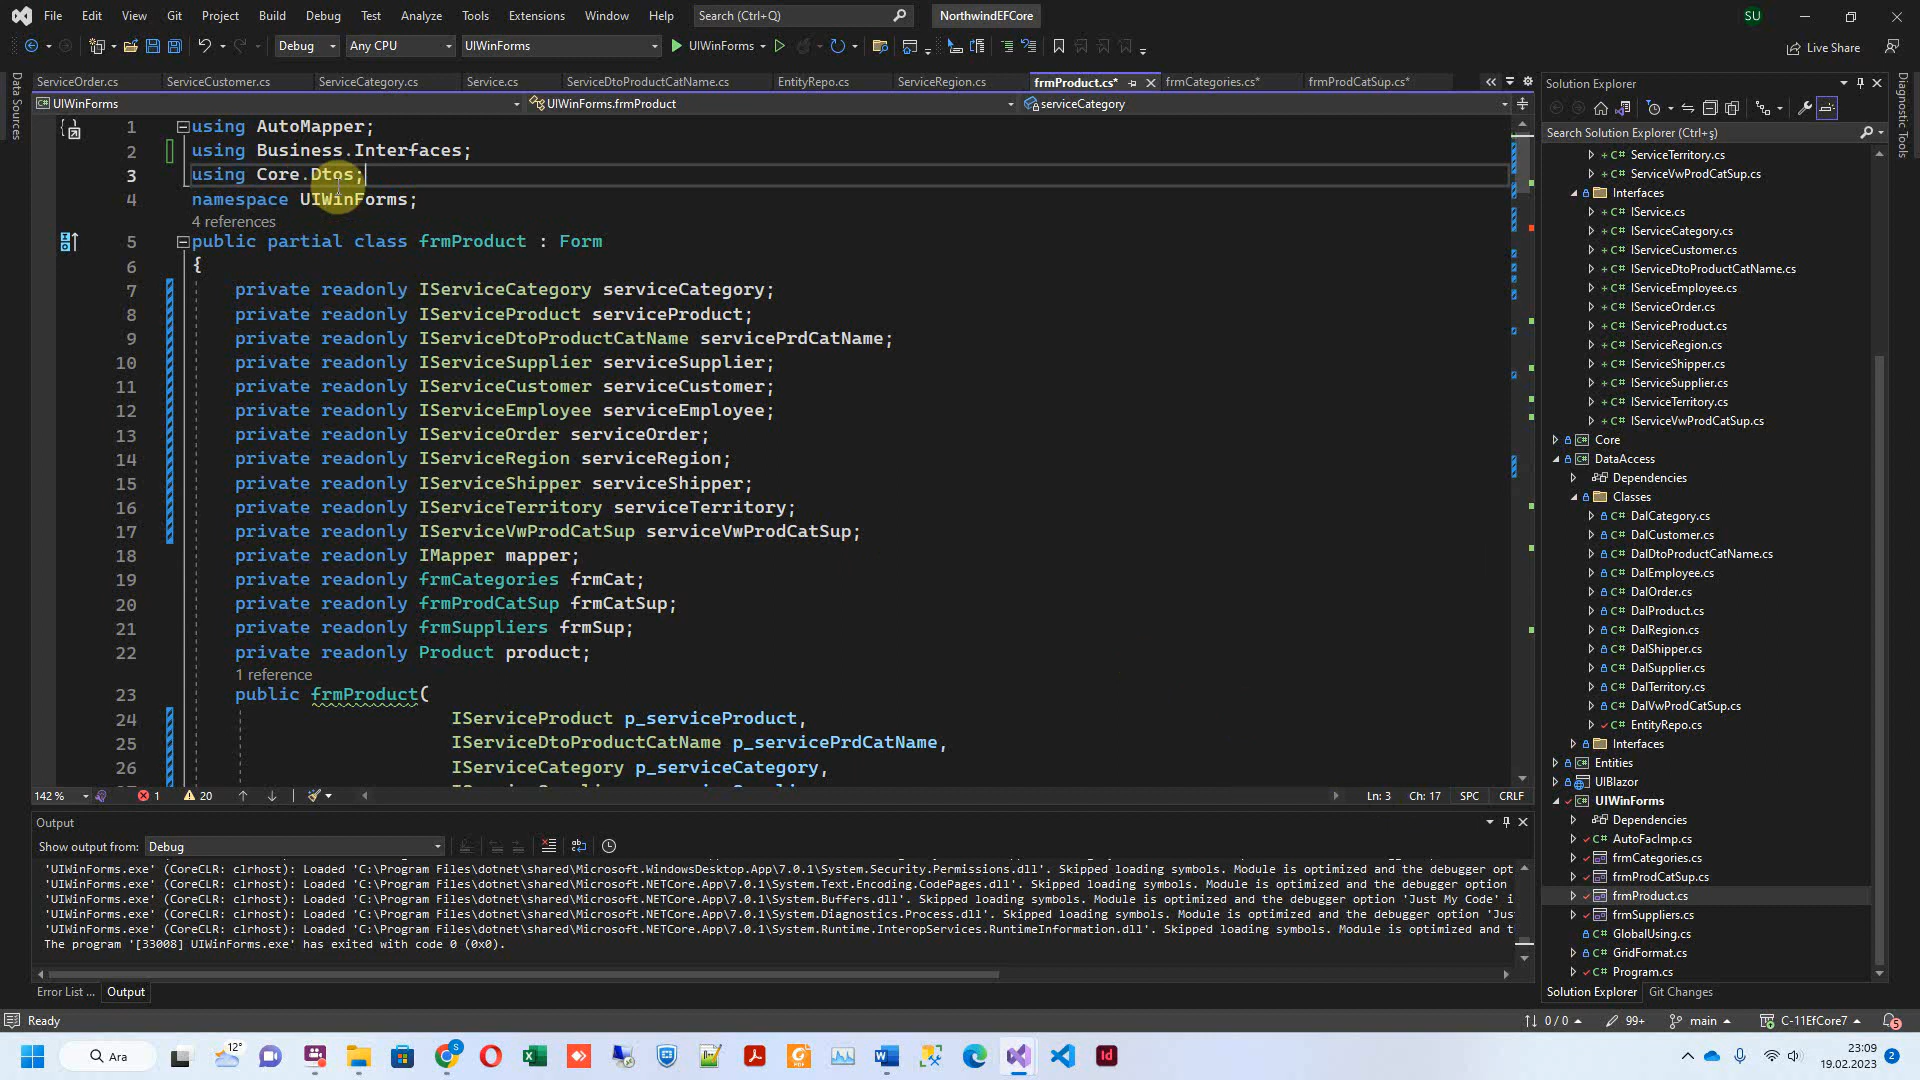 File Edit View Git Project Build Debug Test Analyze Tools Extensions Window Help Search (Ctrl+Q) NorthwindEFCore SU
Debug Any CPU UIWinForms UIWinForms Live Share
ServiceOrder.cs ServiceCustomer.cs ServiceCategory.cs Service.cs ServiceDtoProductCatName.cs EntityRepo.cs ServiceRegion.cs frmProduct.cs* frmCategories.cs* frmProdCatSup.cs*
Data Sources
UIWinForms UIWinForms.frmProduct serviceCategory
1 using AutoMapper;
2 using Business.Interfaces;
3 using Core.Dtos;
4 namespace UIWinForms;
4 references
5 public partial class frmProduct : Form
6 {
7 private readonly IServiceCategory serviceCategory;
8 private readonly IServiceProduct serviceProduct;
9 private readonly IServiceDtoProductCatName servicePrdCatName;
10 private readonly IServiceSupplier serviceSupplier;
11 private readonly IServiceCustomer serviceCustomer;
12 private readonly IServiceEmployee serviceEmployee;
13 private readonly IServiceOrder serviceOrder;
14 private readonly IServiceRegion serviceRegion;
15 private readonly IServiceShipper serviceShipper;
16 private readonly IServiceTerritory serviceTerritory;
17 private readonly IServiceVwProdCatSup serviceVwProdCatSup;
18 private readonly IMapper mapper;
19 private readonly frmCategories frmCat;
20 private readonly frmProdCatSup frmCatSup;
21 private readonly frmSuppliers frmSup;
22 private readonly Product product;
1 reference
23 public frmProduct(
24 IServiceProduct p_serviceProduct,
25 IServiceDtoProductCatName p_servicePrdCatName,
26 IServiceCategory p_serviceCategory,
142 % 1 20 Ln: 3 Ch: 17 SPC CRLF
Output
Show output from: Debug
'UIWinForms.exe' (CoreCLR: clrhost): Loaded 'C:\Program Files\dotnet\shared\Microsoft.WindowsDesktop.App\7.0.1\System.Security.Permissions.dll'. Skipped loading symbols. Module is optimized and the debugger opt
'UIWinForms.exe' (CoreCLR: clrhost): Loaded 'C:\Program Files\dotnet\shared\Microsoft.NETCore.App\7.0.1\System.Text.Encoding.CodePages.dll'. Skipped loading symbols. Module is optimized and the debugger option
'UIWinForms.exe' (CoreCLR: clrhost): Loaded 'C:\Program Files\dotnet\shared\Microsoft.NETCore.App\7.0.1\System.Buffers.dll'. Skipped loading symbols. Module is optimized and the debugger option 'Just My Code' i
'UIWinForms.exe' (CoreCLR: clrhost): Loaded 'C:\Program Files\dotnet\shared\Microsoft.NETCore.App\7.0.1\System.Diagnostics.Process.dll'. Skipped loading symbols. Module is optimized and the debugger option 'Jus
'UIWinForms.exe' (CoreCLR: clrhost): Loaded 'C:\Program Files\dotnet\shared\Microsoft.NETCore.App\7.0.1\System.Runtime.InteropServices.RuntimeInformation.dll'. Skipped loading symbols. Module is optimized and t
The program '[33008] UIWinForms.exe' has exited with code 0 (0x0).
Error List ... Output
Solution Explorer
Search Solution Explorer (Ctrl+ş)
ServiceTerritory.cs
ServiceVwProdCatSup.cs
Interfaces
IService.cs
IServiceCategory.cs
IServiceCustomer.cs
IServiceDtoProductCatName.cs
IServiceEmployee.cs
IServiceOrder.cs
IServiceProduct.cs
IServiceRegion.cs
IServiceShipper.cs
IServiceSupplier.cs
IServiceTerritory.cs
IServiceVwProdCatSup.cs
Core
DataAccess
Dependencies
Classes
DalCategory.cs
DalCustomer.cs
DalDtoProductCatName.cs
DalEmployee.cs
DalOrder.cs
DalProduct.cs
DalRegion.cs
DalShipper.cs
DalSupplier.cs
DalTerritory.cs
DalVwProdCatSup.cs
EntityRepo.cs
Interfaces
Entities
UIBlazor
UIWinForms
Dependencies
AutoFacImp.cs
frmCategories.cs
frmProdCatSup.cs
frmProduct.cs
frmSuppliers.cs
GlobalUsing.cs
GridFormat.cs
Program.cs
Solution Explorer Git Changes
Diagnostic Tools
Ready 0 / 0 99+ main C-11EfCore7 5
Ara 12° S Id 23:09
19.02.2023 2